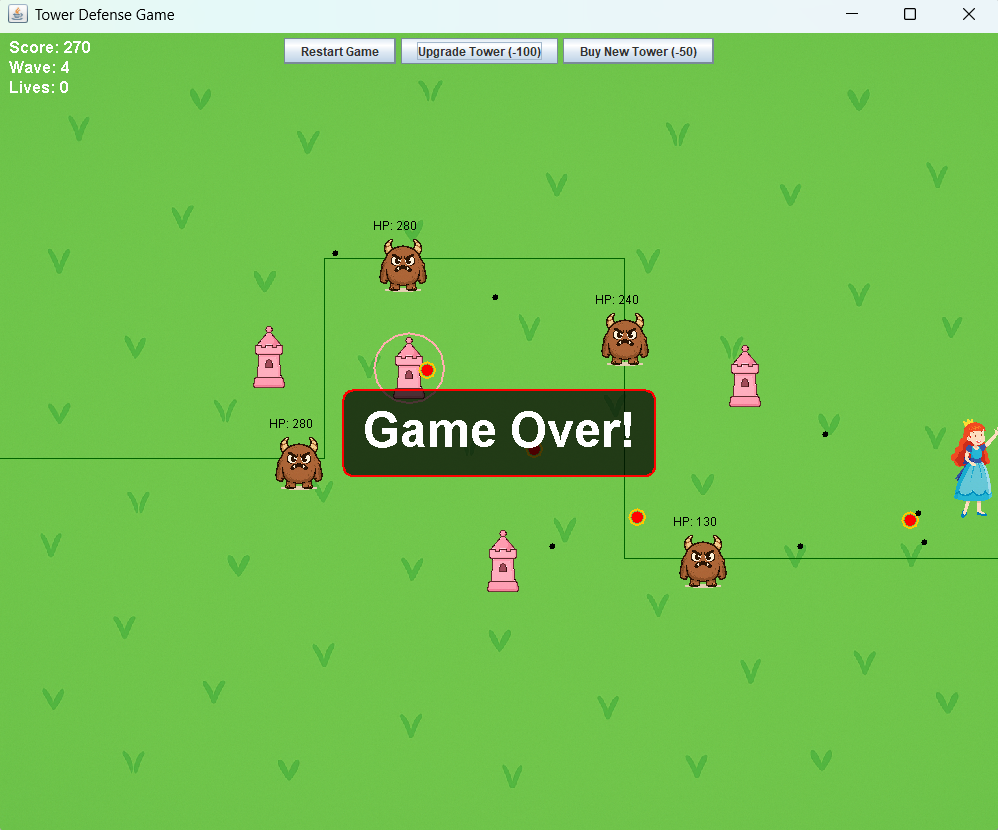 Tower Defense Game
Score: 270
Wave: 4
Lives: 0
Restart Game
Upgrade Tower (-100)
Buy New Tower (-50)
HP: 280
HP: 240
HP: 280
Game Over!
HP: 130